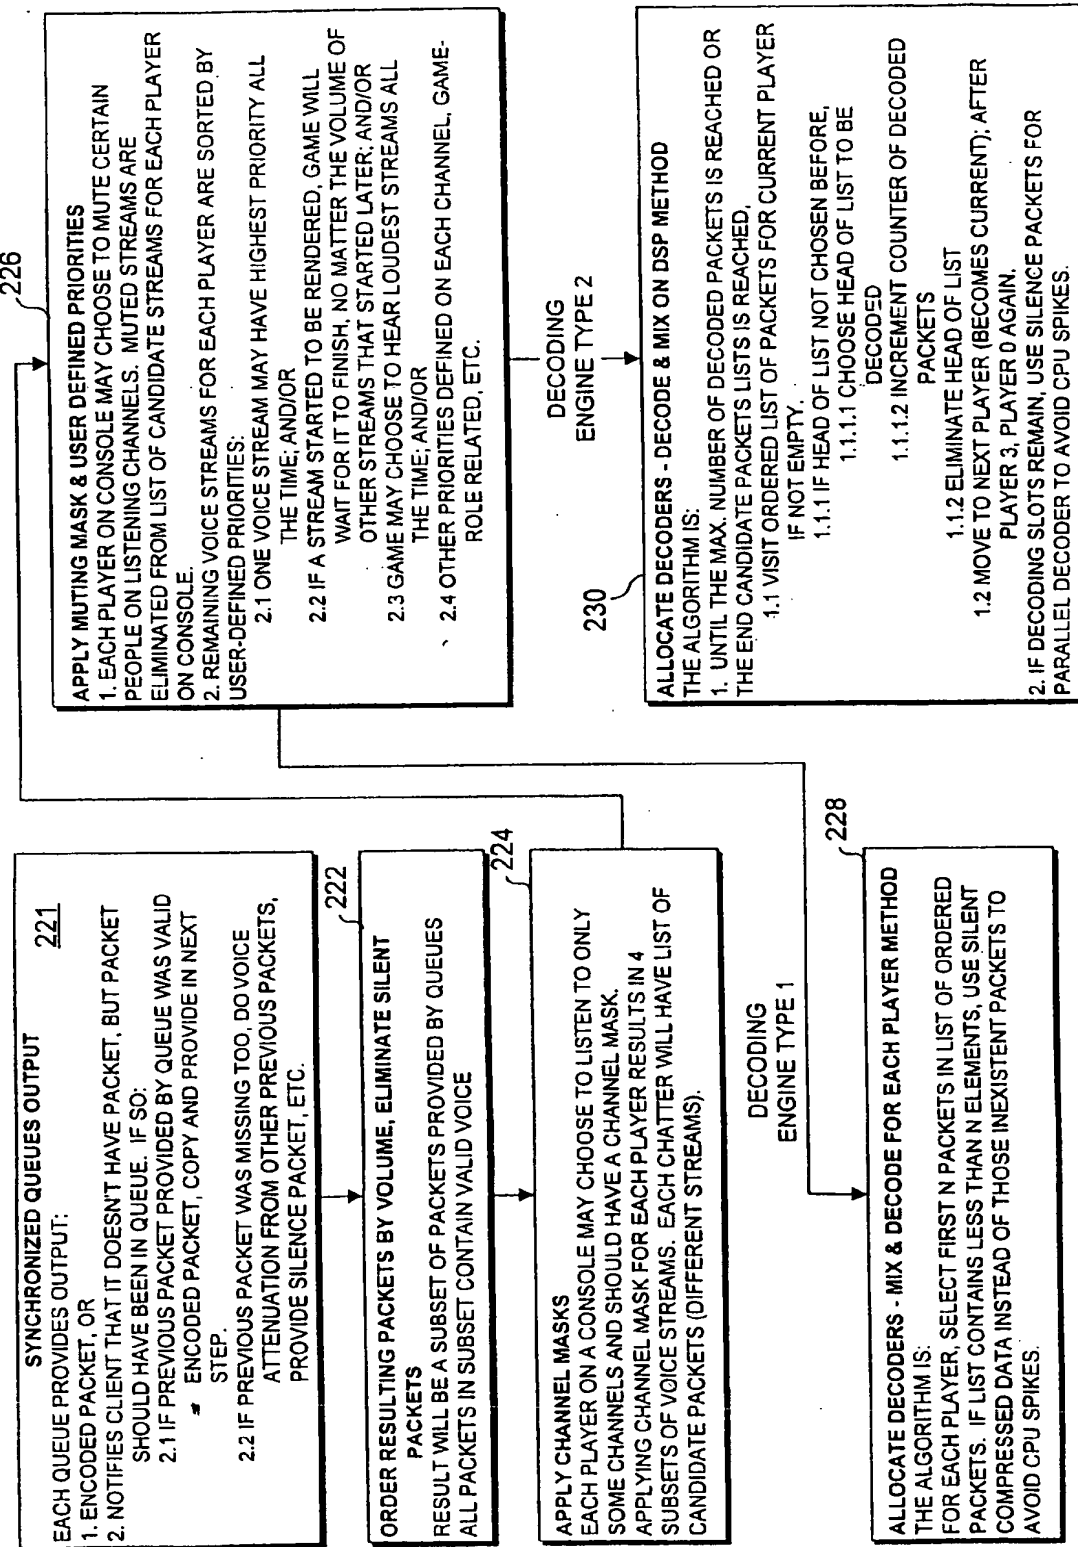 SYNCHRONIZED QUEUES OUTPUT
221
EACH QUEUE PROVIDES OUTPUT:
1. ENCODED PACKET, OR
2. NOTIFIES CLIENT THAT IT DOESN'T HAVE PACKET, BUT PACKET
SHOULD HAVE BEEN IN QUEUE. IF SO:
2.1 IF PREVIOUS PACKET PROVIDED BY QUEUE WAS VALID
ENCODED PACKET, COPY AND PROVIDE IN NEXT
STEP.
2.2 IF PREVIOUS PACKET WAS MISSING TOO, DO VOICE
ATTENUATION FROM OTHER PREVIOUS PACKETS,
PROVIDE SILENCE PACKET, ETC.
222
ORDER RESULTING PACKETS BY VOLUME, ELIMINATE SILENT
PACKETS
RESULT WILL BE A SUBSET OF PACKETS PROVIDED BY QUEUES
ALL PACKETS IN SUBSET CONTAIN VALID VOICE
224
APPLY CHANNEL MASKS
EACH PLAYER ON A CONSOLE MAY CHOOSE TO LISTEN TO ONLY
SOME CHANNELS AND SHOULD HAVE A CHANNEL MASK.
APPLYING CHANNEL MASK FOR EACH PLAYER RESULTS IN 4
SUBSETS OF VOICE STREAMS. EACH CHATTER WILL HAVE LIST OF
CANDIDATE PACKETS (DIFFERENT STREAMS).
226
APPLY MUTING MASK & USER DEFINED PRIORITIES
1. EACH PLAYER ON CONSOLE MAY CHOOSE TO MUTE CERTAIN
PEOPLE ON LISTENING CHANNELS. MUTED STREAMS ARE
ELIMINATED FROM LIST OF CANDIDATE STREAMS FOR EACH PLAYER
ON CONSOLE.
2. REMAINING VOICE STREAMS FOR EACH PLAYER ARE SORTED BY
USER-DEFINED PRIORITIES:
2.1 ONE VOICE STREAM MAY HAVE HIGHEST PRIORITY ALL
THE TIME; AND/OR
2.2 IF A STREAM STARTED TO BE RENDERED, GAME WILL
WAIT FOR IT TO FINISH, NO MATTER THE VOLUME OF
OTHER STREAMS THAT STARTED LATER; AND/OR
2.3 GAME MAY CHOOSE TO HEAR LOUDEST STREAMS ALL
THE TIME; AND/OR
2.4 OTHER PRIORITIES DEFINED ON EACH CHANNEL, GAME-
ROLE RELATED, ETC.
DECODING
ENGINE TYPE 1
228
ALLOCATE DECODERS - MIX & DECODE FOR EACH PLAYER METHOD
THE ALGORITHM IS:
FOR EACH PLAYER, SELECT FIRST N PACKETS IN LIST OF ORDERED
PACKETS. IF LIST CONTAINS LESS THAN N ELEMENTS, USE SILENT
COMPRESSED DATA INSTEAD OF THOSE INEXISTENT PACKETS TO
AVOID CPU SPIKES.
DECODING
ENGINE TYPE 2
230
ALLOCATE DECODERS - DECODE & MIX ON DSP METHOD
THE ALGORITHM IS:
1. UNTIL THE MAX. NUMBER OF DECODED PACKETS IS REACHED OR
THE END CANDIDATE PACKETS LISTS IS REACHED,
1.1 VISIT ORDERED LIST OF PACKETS FOR CURRENT PLAYER
IF NOT EMPTY.
1.1.1 IF HEAD OF LIST NOT CHOSEN BEFORE,
1.1.1.1 CHOOSE HEAD OF LIST TO BE
DECODED
1.1.1.2 INCREMENT COUNTER OF DECODED
PACKETS
1.1.2 ELIMINATE HEAD OF LIST
1.2 MOVE TO NEXT PLAYER (BECOMES CURRENT); AFTER
PLAYER 3, PLAYER 0 AGAIN.
2. IF DECODING SLOTS REMAIN, USE SILENCE PACKETS FOR
PARALLEL DECODER TO AVOID CPU SPIKES.